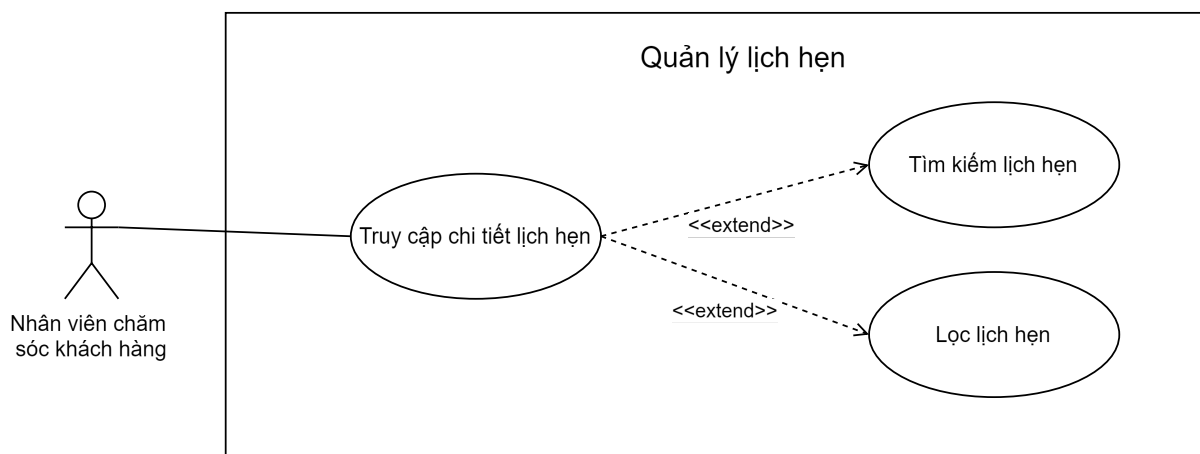 Quản lý lịch hẹn
Tìm kiếm lịch hẹn
<<extend>>
Truy cập chi tiết lịch hẹn
<<extend>>
Lọc lịch hẹn
Nhân viên chăm
sóc khách hàng